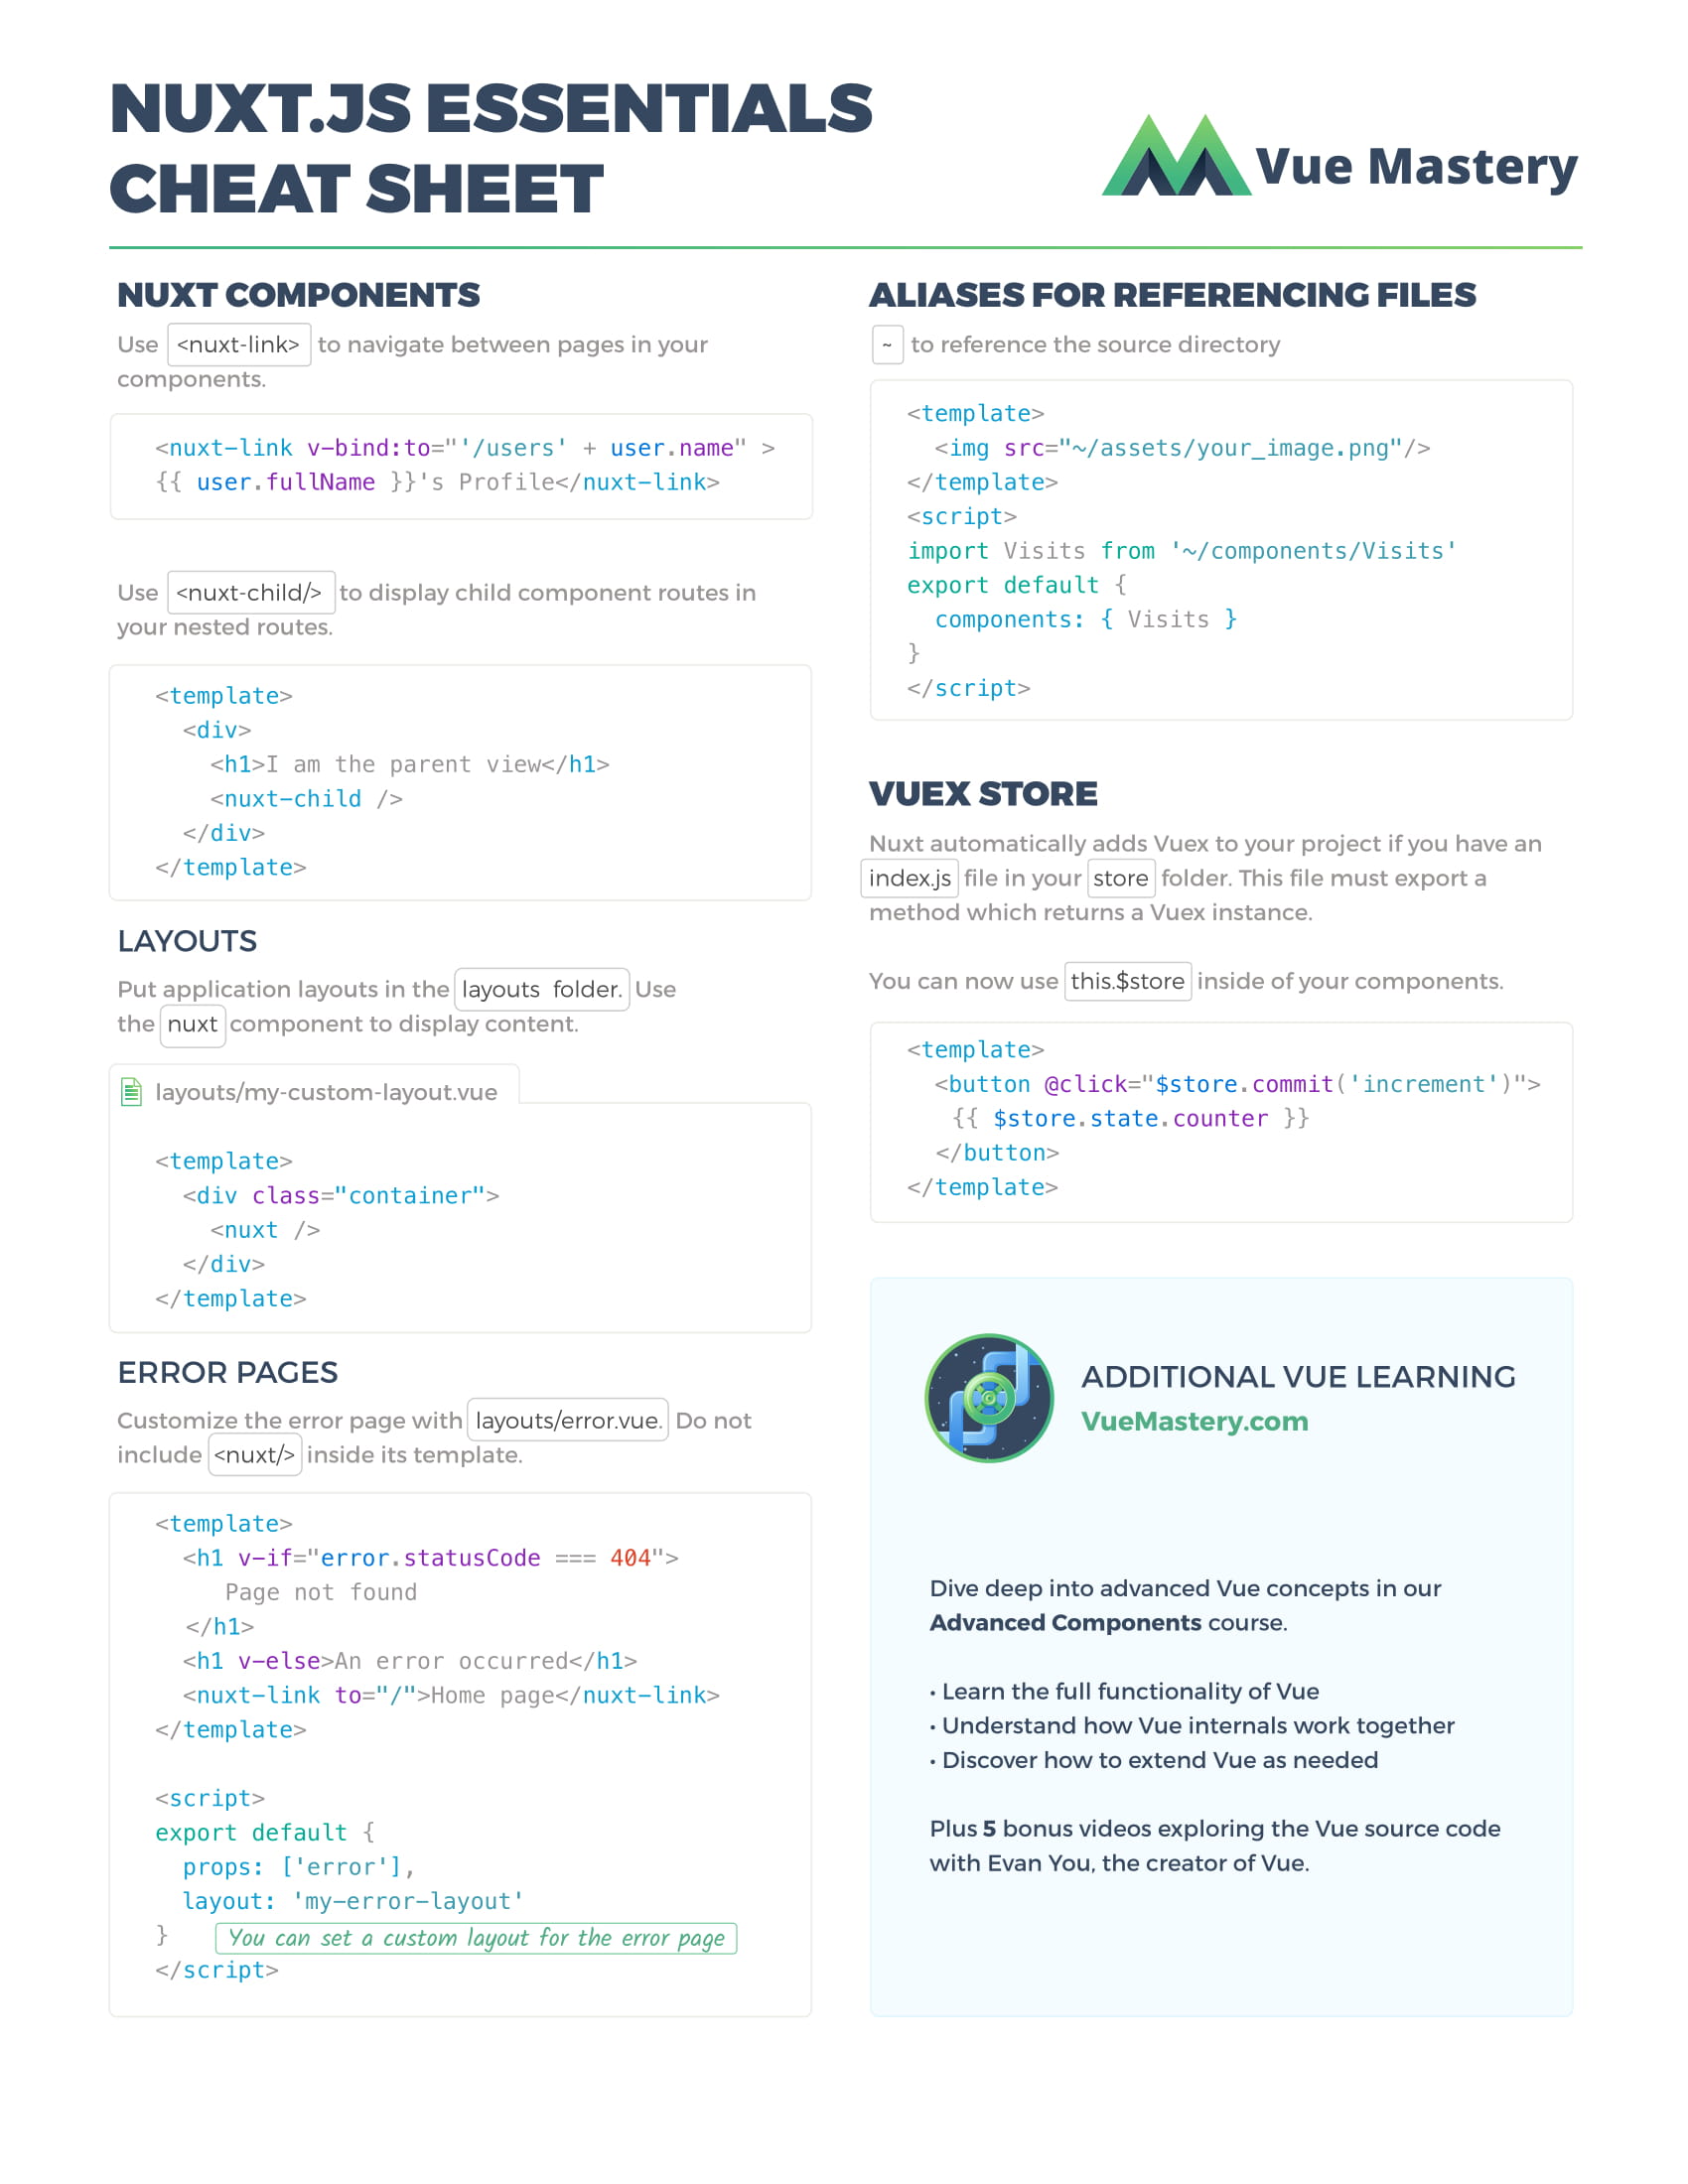 NUXT.JS ESSENTIALS
CHEAT SHEET
Vue Mastery
NUXT COMPONENTS
Use <nuxt-link> to navigate between pages in your
components.
<nuxt-link v-bind:to="'/users' + user.name" >
{{ user.fullName }}'s Profile</nuxt-link>
Use <nuxt-child/> to display child component routes in
your nested routes.
<template>
  <div>
    <h1>I am the parent view</h1>
    <nuxt-child />
  </div>
</template>
LAYOUTS
Put application layouts in the layouts folder. Use
the nuxt component to display content.
layouts/my-custom-layout.vue
<template>
  <div class="container">
    <nuxt />
  </div>
</template>
ERROR PAGES
Customize the error page with layouts/error.vue. Do not
include <nuxt/> inside its template.
<template>
  <h1 v-if="error.statusCode === 404">
     Page not found
  </h1>
  <h1 v-else>An error occurred</h1>
  <nuxt-link to="/">Home page</nuxt-link>
</template>
<script>
export default {
  props: ['error'],
  layout: 'my-error-layout'
} You can set a custom layout for the error page
</script>
ALIASES FOR REFERENCING FILES
~ to reference the source directory
<template>
  <img src="~/assets/your_image.png"/>
</template>
<script>
import Visits from '~/components/Visits'
export default {
  components: { Visits }
}
</script>
VUEX STORE
Nuxt automatically adds Vuex to your project if you have an
index.js file in your store folder. This file must export a
method which returns a Vuex instance.
You can now use this.$store inside of your components.
<template>
  <button @click="$store.commit('increment')">
   {{ $store.state.counter }}
  </button>
</template>
ADDITIONAL VUE LEARNING
VueMastery.com
Dive deep into advanced Vue concepts in our
Advanced Components course.
• Learn the full functionality of Vue
• Understand how Vue internals work together
• Discover how to extend Vue as needed
Plus 5 bonus videos exploring the Vue source code
with Evan You, the creator of Vue.